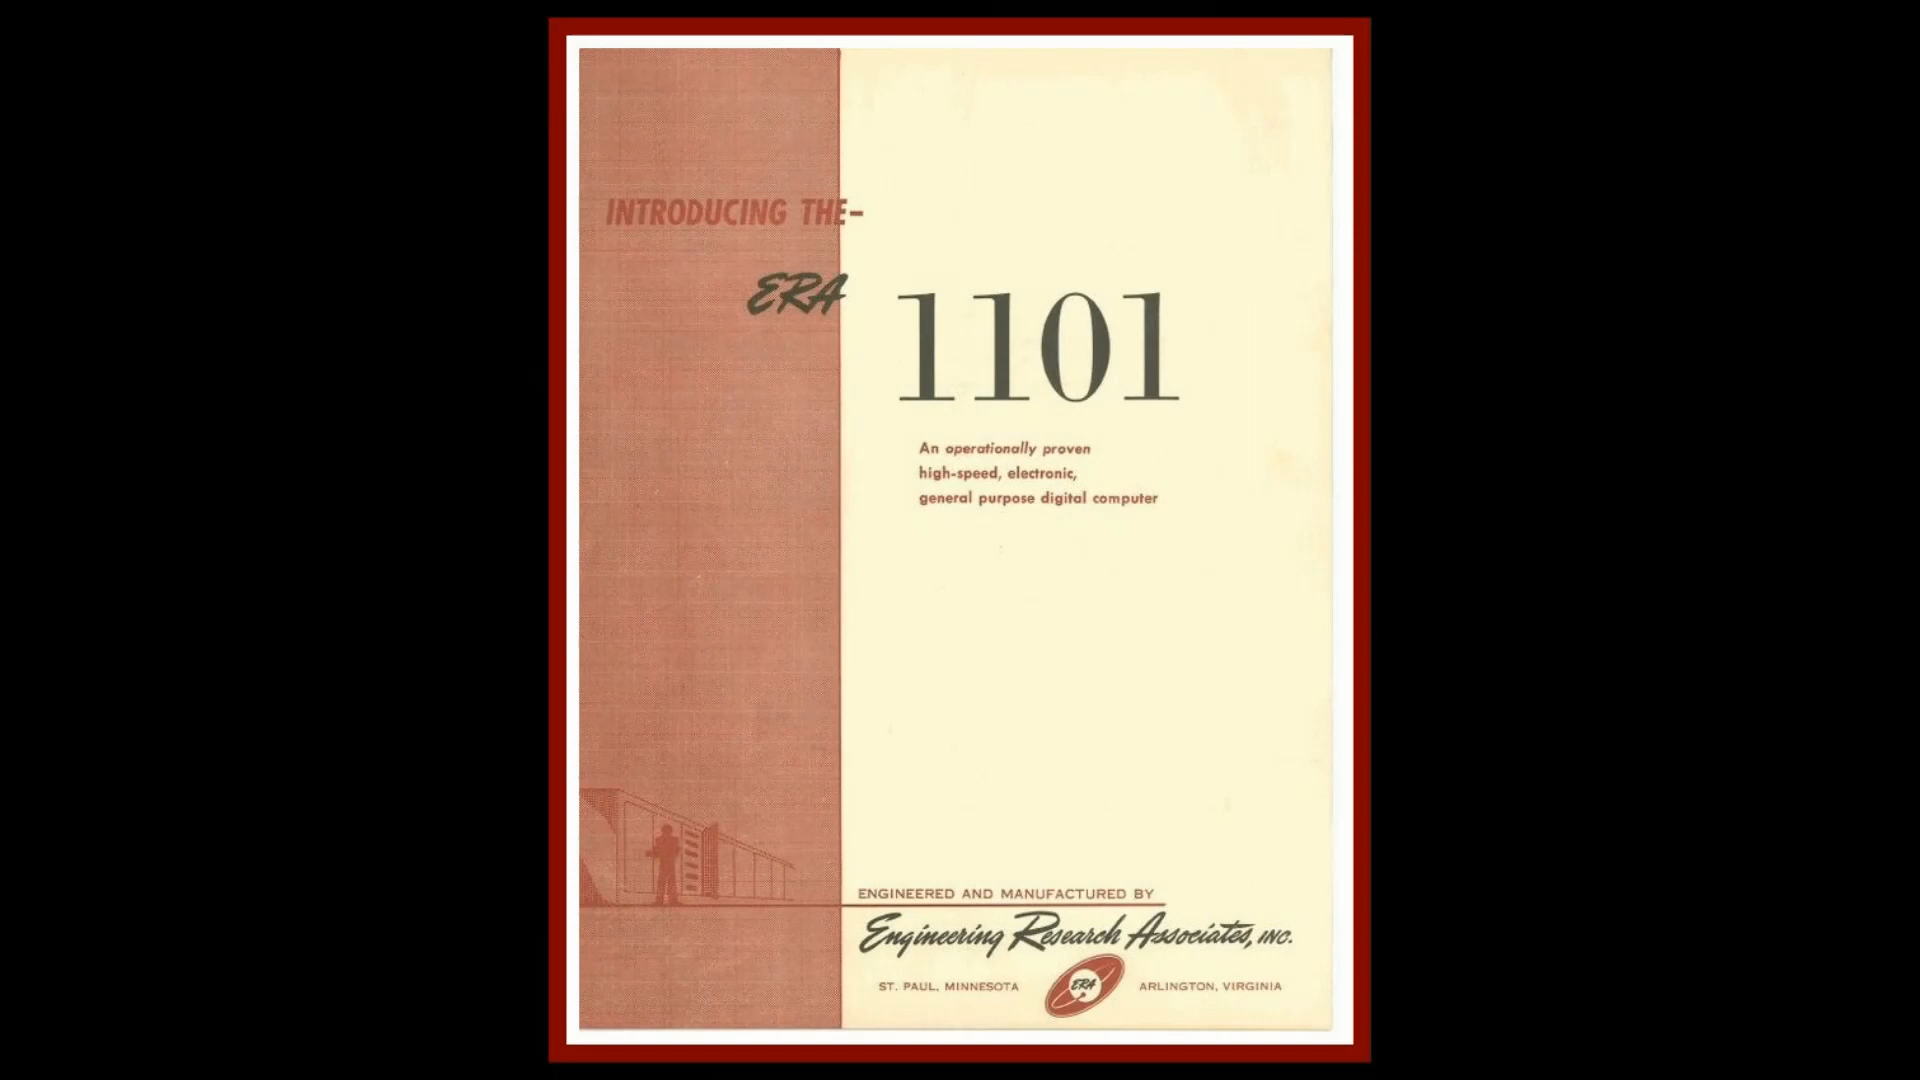 INTRODUCING THE-
ERA
1101
An operationally proven
high-speed, electronic,
general purpose digital computer
ENGINEERED AND MANUFACTURED BY
Engineering Research Associates, INC.
ST. PAUL, MINNESOTA
ERA
ARLINGTON, VIRGINIA